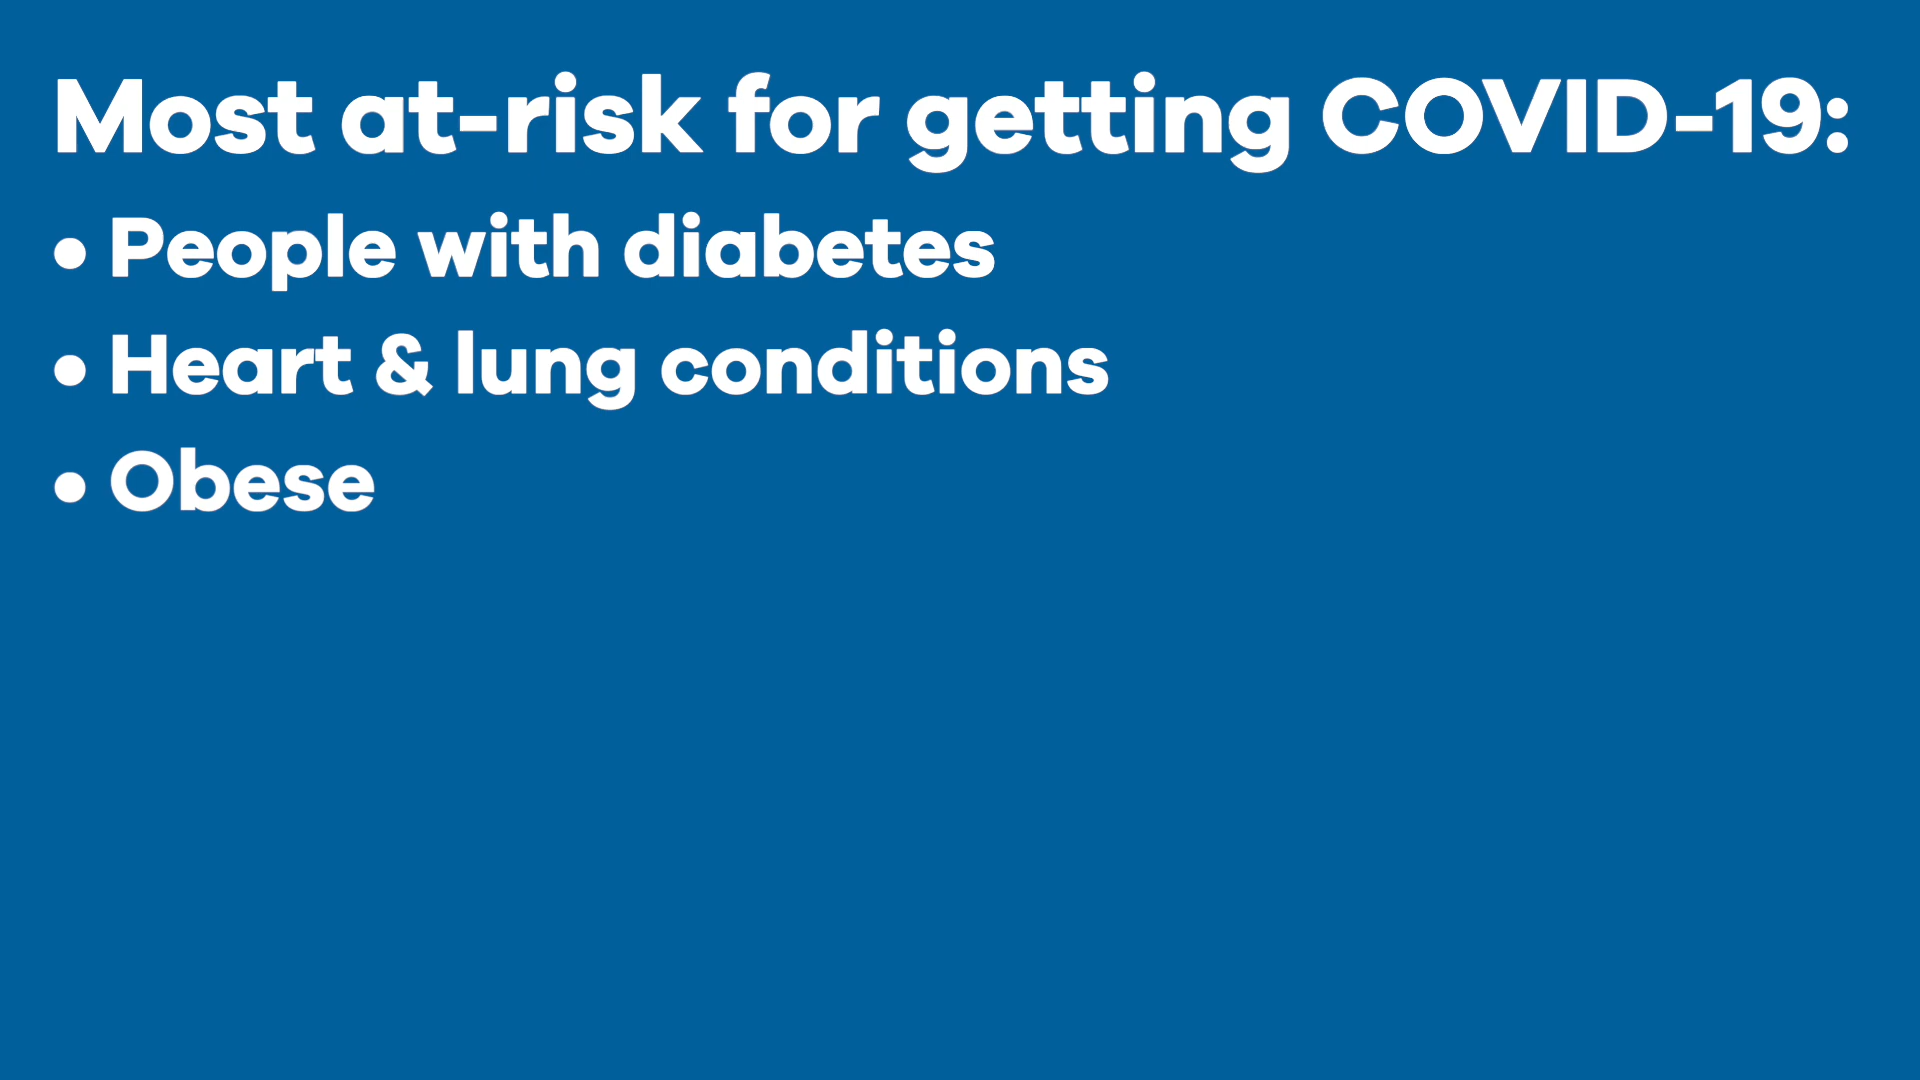 Most at-risk for getting COVID-19:
• People with diabetes
• Heart & lung conditions
• Obese